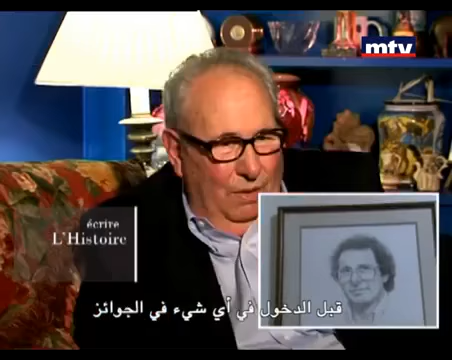 mtv
écrire
L'Histoire
قبل الدخول في أي شيء في الجوائز